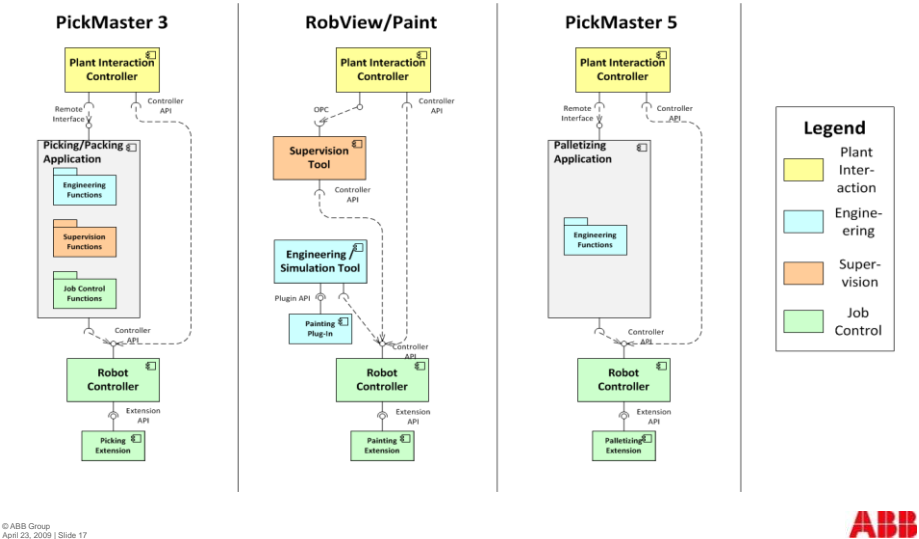 PickMaster 3
Plant Interaction
Controller
Remote
Interface
Controller
API
Picking/Packing
Application
Engineering
Functions
Supervision
Functions
Job Control
Functions
Controller
API
Robot
Controller
Extension
API
Picking
Extension
RobView/Paint
Plant Interaction
Controller
OPC
Controller
API
Supervision
Tool
Controller
API
Engineering /
Simulation Tool
Plugin API
Painting
Plug-In
Controller
API
Robot
Controller
Extension
API
Painting
Extension
PickMaster 5
Plant Interaction
Controller
Remote
Interface
Controller
API
Palletizing
Application
Engineering
Functions
Controller
API
Robot
Controller
Extension
API
Palletizing
Extension
Legend
Plant
Inter-
action
Engine-
ering
Super-
vision
Job
Control
© ABB Group
April 23, 2009 | Slide 17
ABB